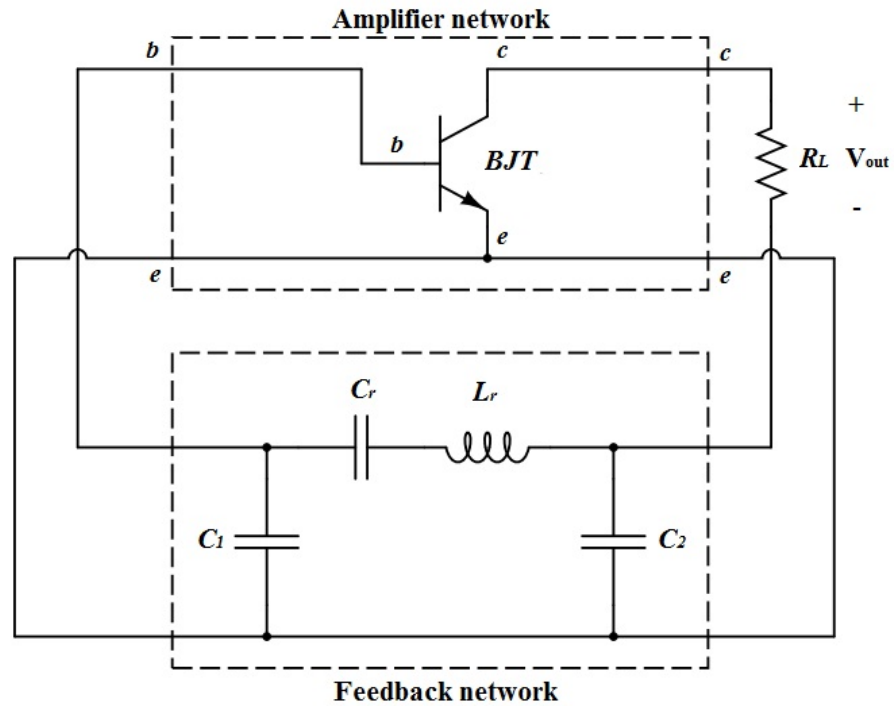 Amplifier network
b
c
c
b
BJT
+
RL Vout
-
e
e
e
Cr
Lr
C1
C2
Feedback network